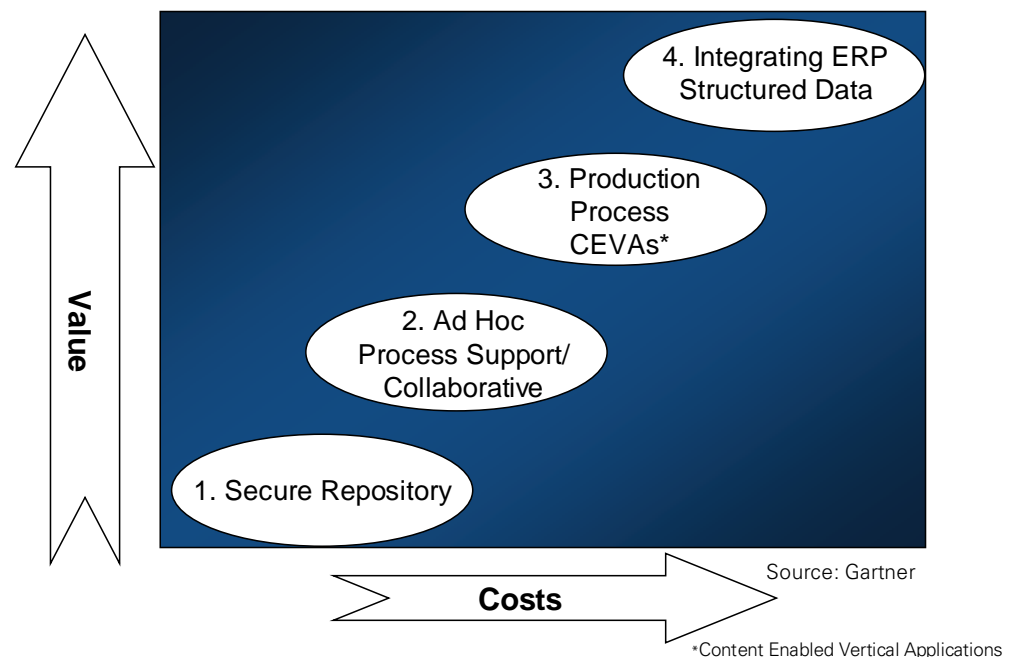 4. Integrating ERP
Structured Data
3. Production
Process
CEVAs*
Value
2. Ad Hoc
Process Support/
Collaborative
1. Secure Repository
Source: Gartner
Costs
*Content Enabled Vertical Applications